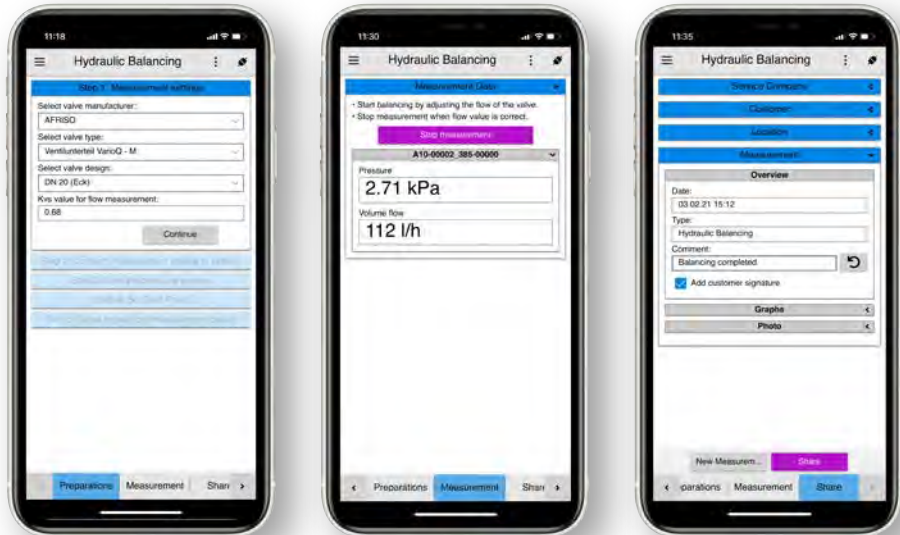 11:18
Hydraulic Balancing
Step 1: Measurement settings
Select valve manufacturer:
AFRISO
Select valve type:
Ventilunterteil VarioQ - M
Select valve design:
DN 20 (Eck)
Kvs value for flow measurement:
0.68
Continue
Preparations
Measurement
Shar
11:30
Hydraulic Balancing
Measurement Data
• Start balancing by adjusting the flow of the valve.
• Stop measurement when flow value is correct.
Stop measurement
A10-00002_385-00000
Pressure
2.71 kPa
Volume flow
112 l/h
Preparations
Measurement
Shar
11:35
Hydraulic Balancing
Service Company
Customer
Location
Measurement
Overview
Date:
03.02.21 15:12
Type:
Hydraulic Balancing
Comment:
Balancing completed
Add customer signature
Graphs
Photo
New Measurem...
Share
parations
Measurement
Share